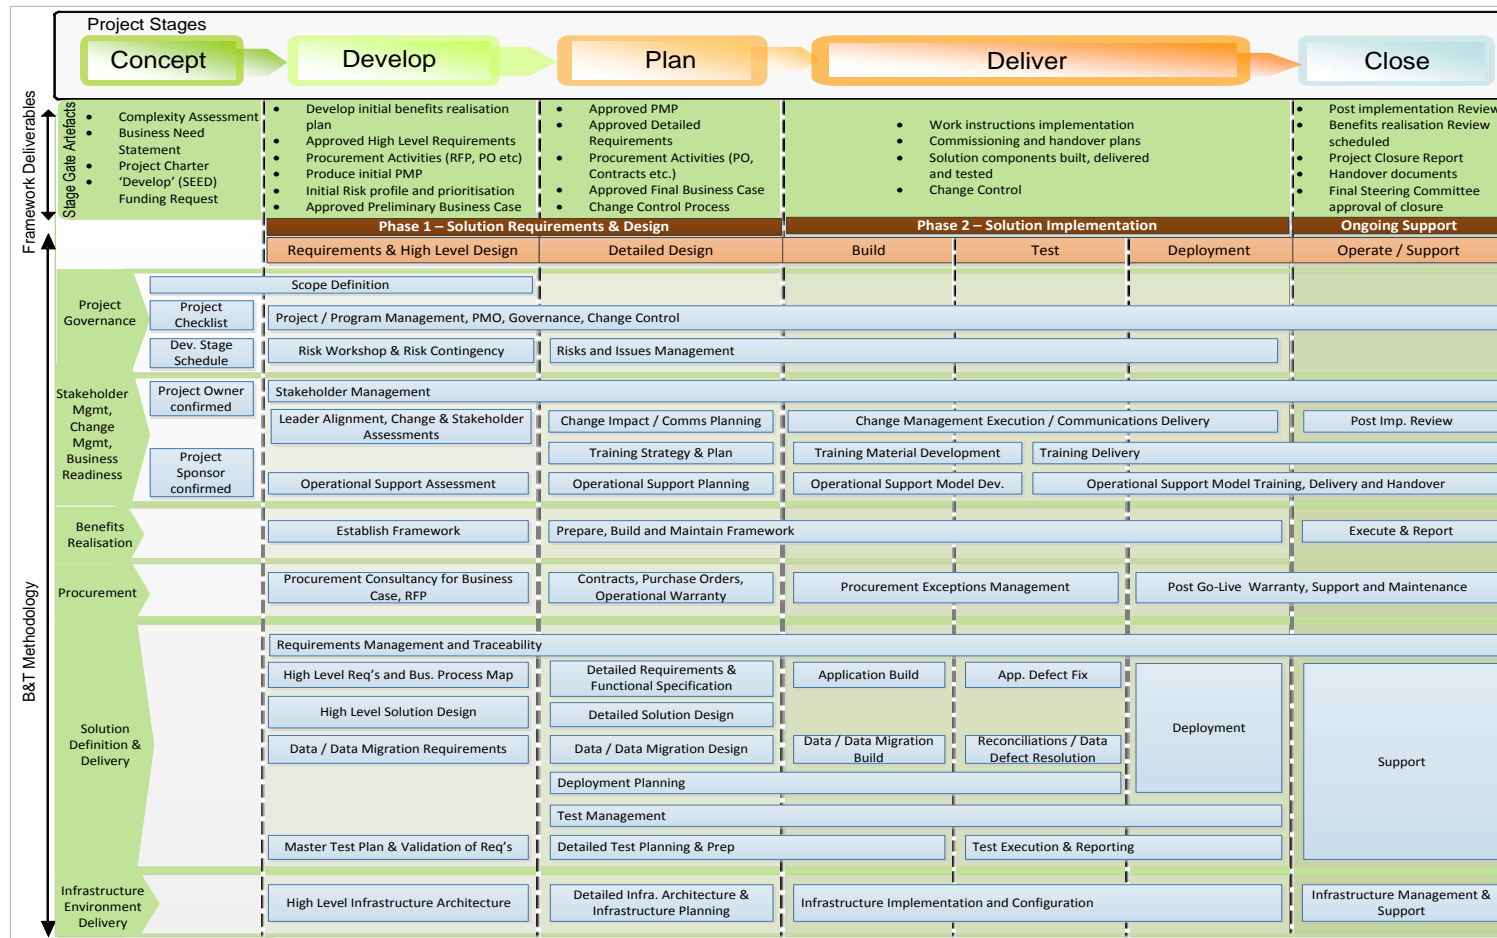 Project Stages
Concept
Develop
Plan
Deliver
Close
Framework Deliverables
Stage Gate Artefacts
• Complexity Assessment
• Business Need
Statement
• Project Charter
• ‘Develop’ (SEED)
Funding Request
• Develop initial benefits realisation
plan
• Approved High Level Requirements
• Procurement Activities (RFP, PO etc)
• Produce initial PMP
• Initial Risk profile and prioritisation
• Approved Preliminary Business Case
• Approved PMP
• Approved Detailed
Requirements
• Procurement Activities (PO,
Contracts etc.)
• Approved Final Business Case
• Change Control Process
• Work instructions implementation
• Commissioning and handover plans
• Solution components built, delivered
and tested
• Change Control
• Post implementation Review
• Benefits realisation Review
scheduled
• Project Closure Report
• Handover documents
• Final Steering Committee
approval of closure
Phase 1 – Solution Requirements & Design
Phase 2 – Solution Implementation
Ongoing Support
Requirements & High Level Design
Detailed Design
Build
Test
Deployment
Operate / Support
B&T Methodology
Project
Governance
Scope Definition
Project
Checklist
Project / Program Management, PMO, Governance, Change Control
Dev. Stage
Schedule
Risk Workshop & Risk Contingency
Risks and Issues Management
Stakeholder
Mgmt,
Change
Mgmt,
Business
Readiness
Project Owner
confirmed
Stakeholder Management
Leader Alignment, Change & Stakeholder
Assessments
Change Impact / Comms Planning
Change Management Execution / Communications Delivery
Post Imp. Review
Project
Sponsor
confirmed
Training Strategy & Plan
Training Material Development
Training Delivery
Operational Support Assessment
Operational Support Planning
Operational Support Model Dev.
Operational Support Model Training, Delivery and Handover
Benefits
Realisation
Establish Framework
Prepare, Build and Maintain Framework
Execute & Report
Procurement
Procurement Consultancy for Business
Case, RFP
Contracts, Purchase Orders,
Operational Warranty
Procurement Exceptions Management
Post Go-Live Warranty, Support and Maintenance
Solution
Definition &
Delivery
Requirements Management and Traceability
High Level Req’s and Bus. Process Map
Detailed Requirements &
Functional Specification
Application Build
App. Defect Fix
Deployment
Support
High Level Solution Design
Detailed Solution Design
Data / Data Migration Requirements
Data / Data Migration Design
Data / Data Migration
Build
Reconciliations / Data
Defect Resolution
Deployment Planning
Test Management
Master Test Plan & Validation of Req’s
Detailed Test Planning & Prep
Test Execution & Reporting
Infrastructure
Environment
Delivery
High Level Infrastructure Architecture
Detailed Infra. Architecture &
Infrastructure Planning
Infrastructure Implementation and Configuration
Infrastructure Management &
Support